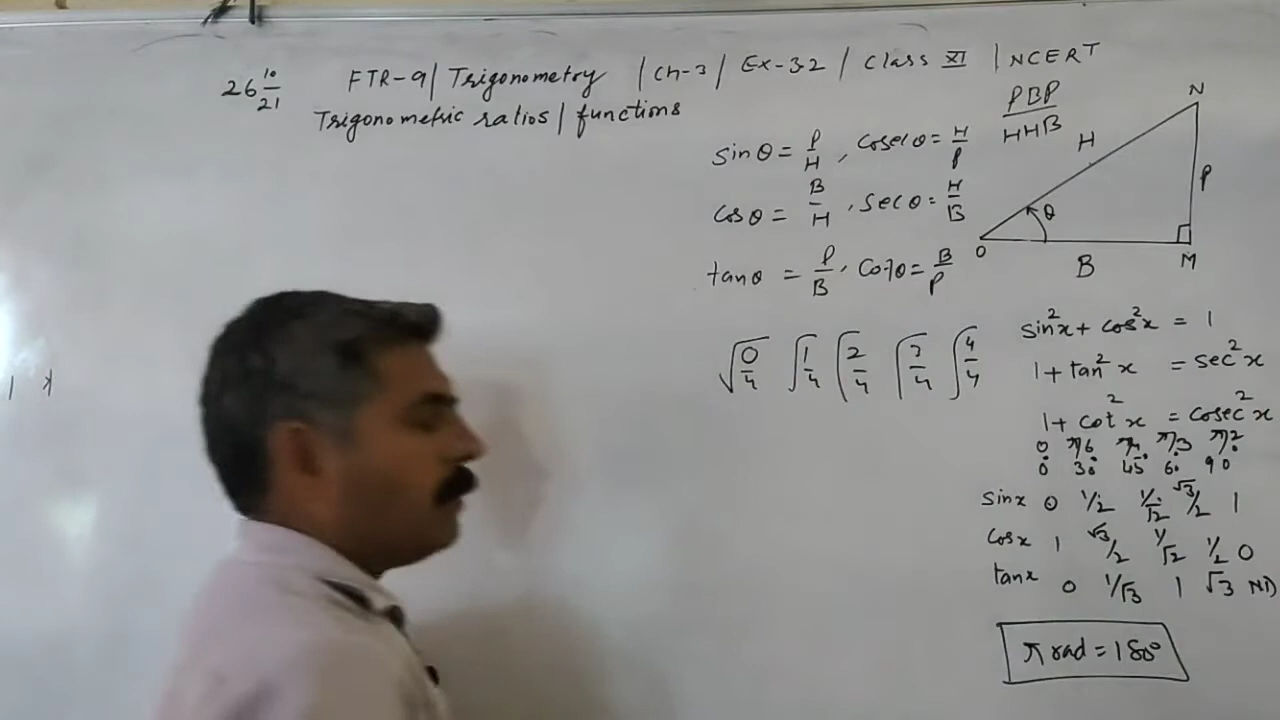 26 10/21 FTR-9 / Trigonometry / Ch-3 / Ex-3.2 / Class XI | NCERT
Trigonometric ratios / functions
PBP
HHB
sinθ = P/H , Cosecθ = H/P
cosθ = B/H , Secθ = H/B
tanθ = P/B , Cotθ = B/P
N
H
P
θ
O
B
M
√0/4 √1/4 √2/4 √3/4 √4/4
sin²x + cos²x = 1
1 + tan²x = sec²x
1 + cot²x = cosec²x
0 π/6 π/4 π/3 π/2
0 30 45 60 90
Sinx 0 1/2 1/√2 √3/2 1
Cosx 1 √3/2 1/√2 1/2 0
tanx 0 1/√3 1 √3 ND
π rad = 180°